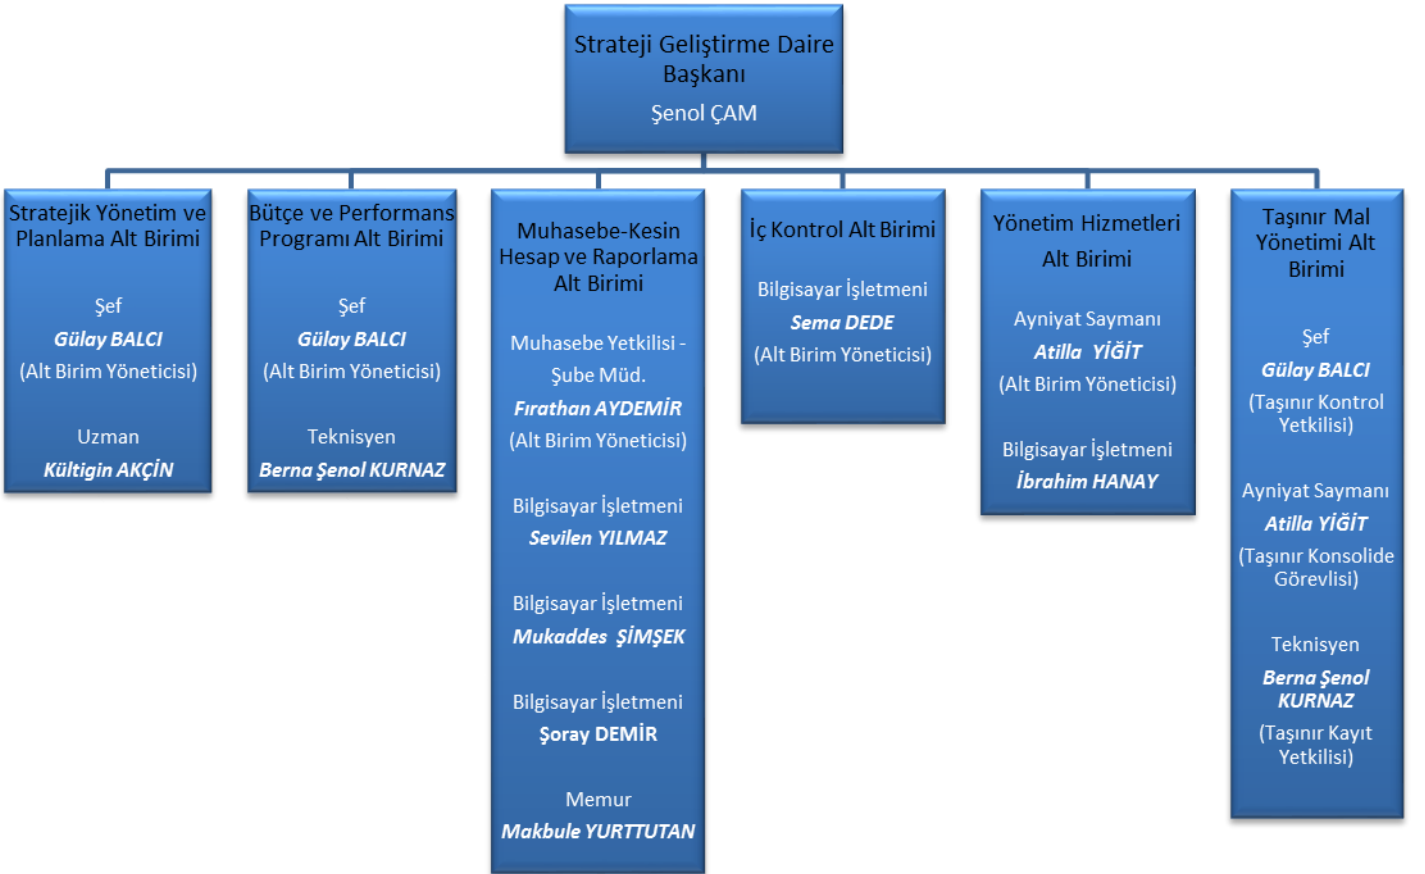 Strateji Geliştirme Daire
Başkanı
Şenol ÇAM
Stratejik Yönetim ve
Planlama Alt Birimi
Şef
Gülay BALCI
(Alt Birim Yöneticisi)
Uzman
Kültigin AKÇİN
Bütçe ve Performans
Programı Alt Birimi
Şef
Gülay BALCI
(Alt Birim Yöneticisi)
Teknisyen
Berna Şenol KURNAZ
Muhasebe-Kesin
Hesap ve Raporlama
Alt Birimi
Muhasebe Yetkilisi -
Şube Müd.
Fırathan AYDEMİR
(Alt Birim Yöneticisi)
Bilgisayar İşletmeni
Sevilen YILMAZ
Bilgisayar İşletmeni
Mukaddes ŞİMŞEK
Bilgisayar İşletmeni
Şoray DEMİR
Memur
Makbule YURTTUTAN
İç Kontrol Alt Birimi
Bilgisayar İşletmeni
Sema DEDE
(Alt Birim Yöneticisi)
Yönetim Hizmetleri
Alt Birimi
Ayniyat Saymanı
Atilla YİĞİT
(Alt Birim Yöneticisi)
Bilgisayar İşletmeni
İbrahim HANAY
Taşınır Mal
Yönetimi Alt
Birimi
Şef
Gülay BALCI
(Taşınır Kontrol
Yetkilisi)
Ayniyat Saymanı
Atilla YİĞİT
(Taşınır Konsolide
Görevlisi)
Teknisyen
Berna Şenol
KURNAZ
(Taşınır Kayıt
Yetkilisi)